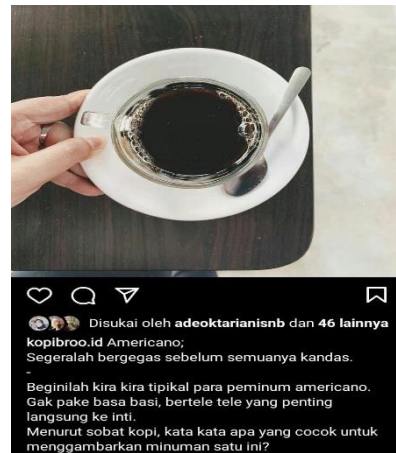 Disukai oleh adeoktarianisnb dan 46 lainnya
kopibroo.id Americano;
Segeralah bergegas sebelum semuanya kandas.
-
Beginilah kira kira tipikal para peminum americano.
Gak pake basa basi, bertele tele yang penting
langsung ke inti.
Menurut sobat kopi, kata kata apa yang cocok untuk
menggambarkan minuman satu ini?